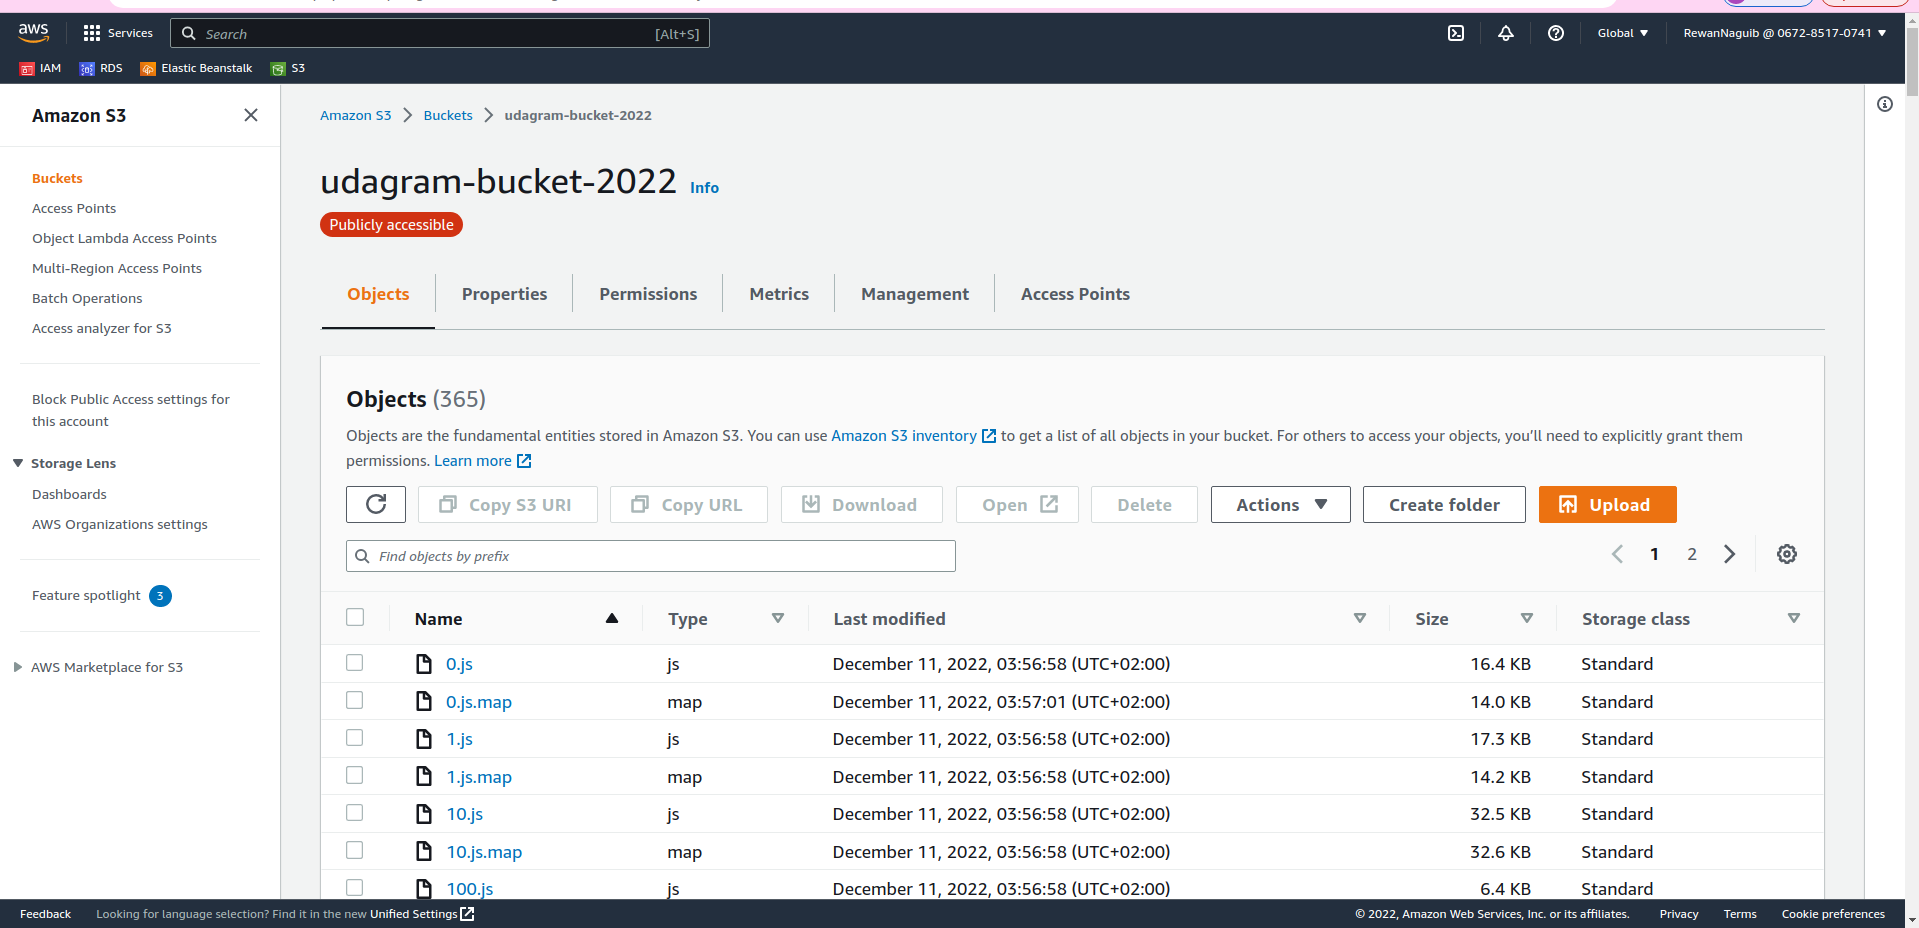 aws
Services
Search
[Alt+S]
Global
RewanNaguib @ 0672-8517-0741
IAM
RDS
Elastic Beanstalk
S3
Amazon S3
Buckets
Access Points
Object Lambda Access Points
Multi-Region Access Points
Batch Operations
Access analyzer for S3
Block Public Access settings for
this account
Storage Lens
Dashboards
AWS Organizations settings
Feature spotlight 3
AWS Marketplace for S3
Amazon S3 > Buckets > udagram-bucket-2022
udagram-bucket-2022 Info
Publicly accessible
Objects
Properties
Permissions
Metrics
Management
Access Points
Objects (365)
Objects are the fundamental entities stored in Amazon S3. You can use Amazon S3 inventory to get a list of all objects in your bucket. For others to access your objects, you’ll need to explicitly grant them
permissions. Learn more
Copy S3 URI
Copy URL
Download
Open
Delete
Actions
Create folder
Upload
Find objects by prefix
1 2
Name Type Last modified Size Storage class
0.js js December 11, 2022, 03:56:58 (UTC+02:00) 16.4 KB Standard
0.js.map map December 11, 2022, 03:57:01 (UTC+02:00) 14.0 KB Standard
1.js js December 11, 2022, 03:56:58 (UTC+02:00) 17.3 KB Standard
1.js.map map December 11, 2022, 03:56:58 (UTC+02:00) 14.2 KB Standard
10.js js December 11, 2022, 03:56:58 (UTC+02:00) 32.5 KB Standard
10.js.map map December 11, 2022, 03:56:58 (UTC+02:00) 32.6 KB Standard
100.js js December 11, 2022, 03:56:58 (UTC+02:00) 6.4 KB Standard
Feedback
Looking for language selection? Find it in the new Unified Settings
© 2022, Amazon Web Services, Inc. or its affiliates.
Privacy
Terms
Cookie preferences